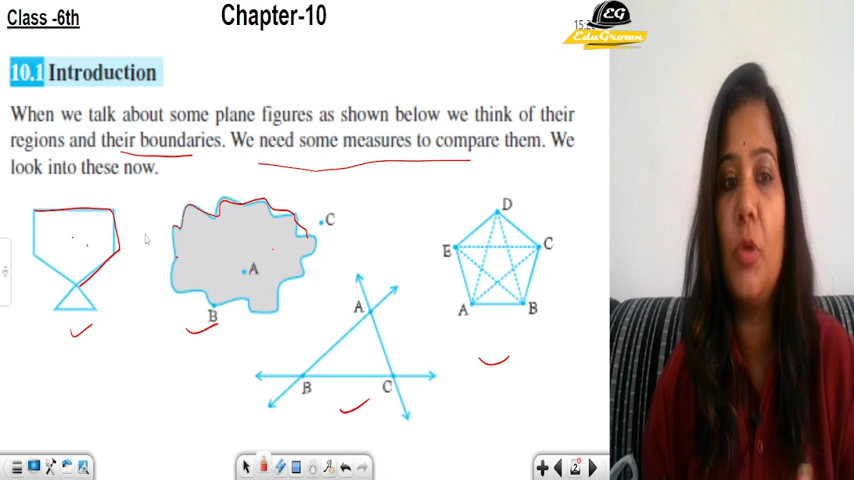 Class -6th
Chapter-10
EG
EduGrown
10.1 Introduction
When we talk about some plane figures as shown below we think of their
regions and their boundaries. We need some measures to compare them. We
look into these now.
C
A
B
A
B
C
D
E
C
A
B
2